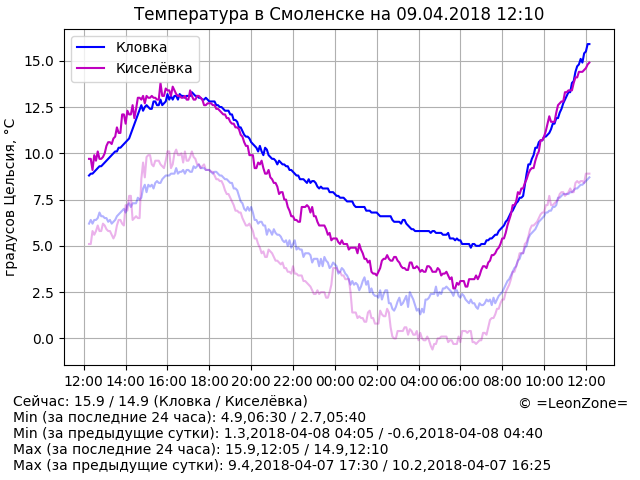 Температура в Смоленске на 09.04.2018 12:10
Кловка
Киселёвка
градусов Цельсия, °C
15.0
12.5
10.0
7.5
5.0
2.5
0.0
12:00 14:00 16:00 18:00 20:00 22:00 00:00 02:00 04:00 06:00 08:00 10:00 12:00
Сейчас: 15.9 / 14.9 (Кловка / Киселёвка)
© =LeonZone=
Min (за последние 24 часа): 4.9,06:30 / 2.7,05:40
Min (за предыдущие сутки): 1.3,2018-04-08 04:05 / -0.6,2018-04-08 04:40
Max (за последние 24 часа): 15.9,12:05 / 14.9,12:10
Max (за предыдущие сутки): 9.4,2018-04-07 17:30 / 10.2,2018-04-07 16:25